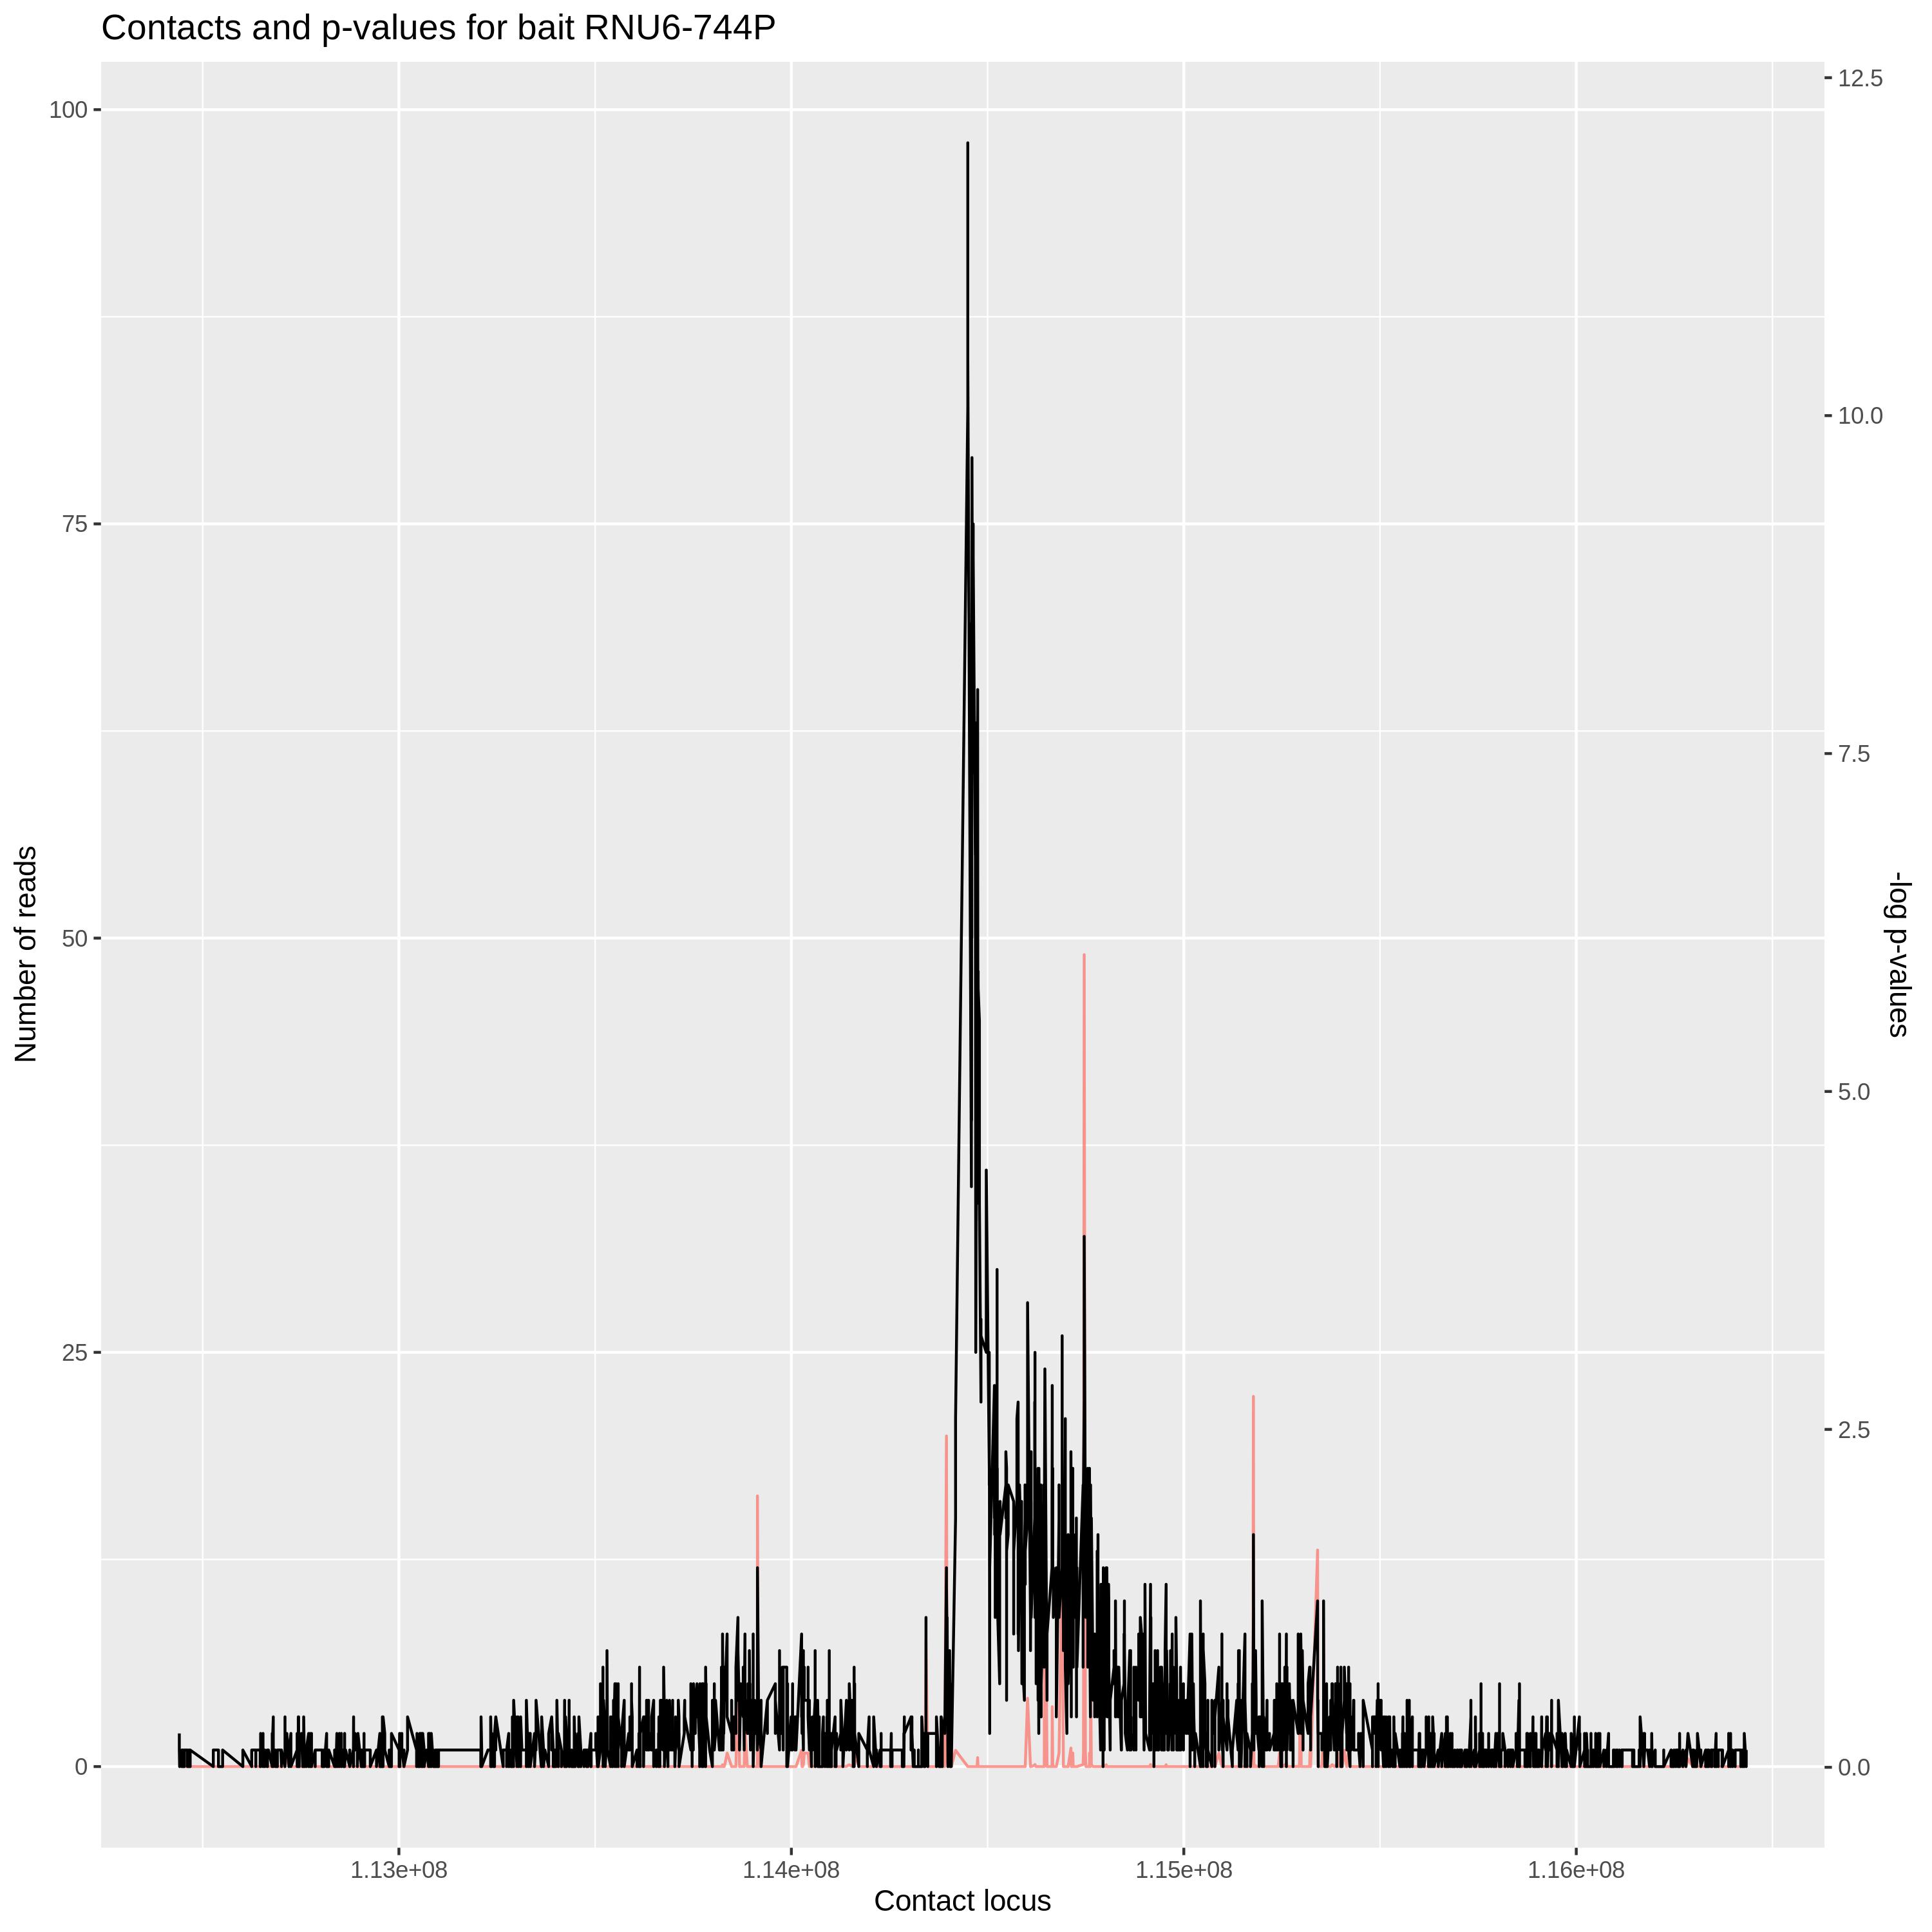 Contacts and p-values for bait RNU6-744P
100
75
50
25
0
Number of reads
12.5
10.0
7.5
5.0
2.5
0.0
-log p-values
1.13e+08
1.14e+08
1.15e+08
1.16e+08
Contact locus